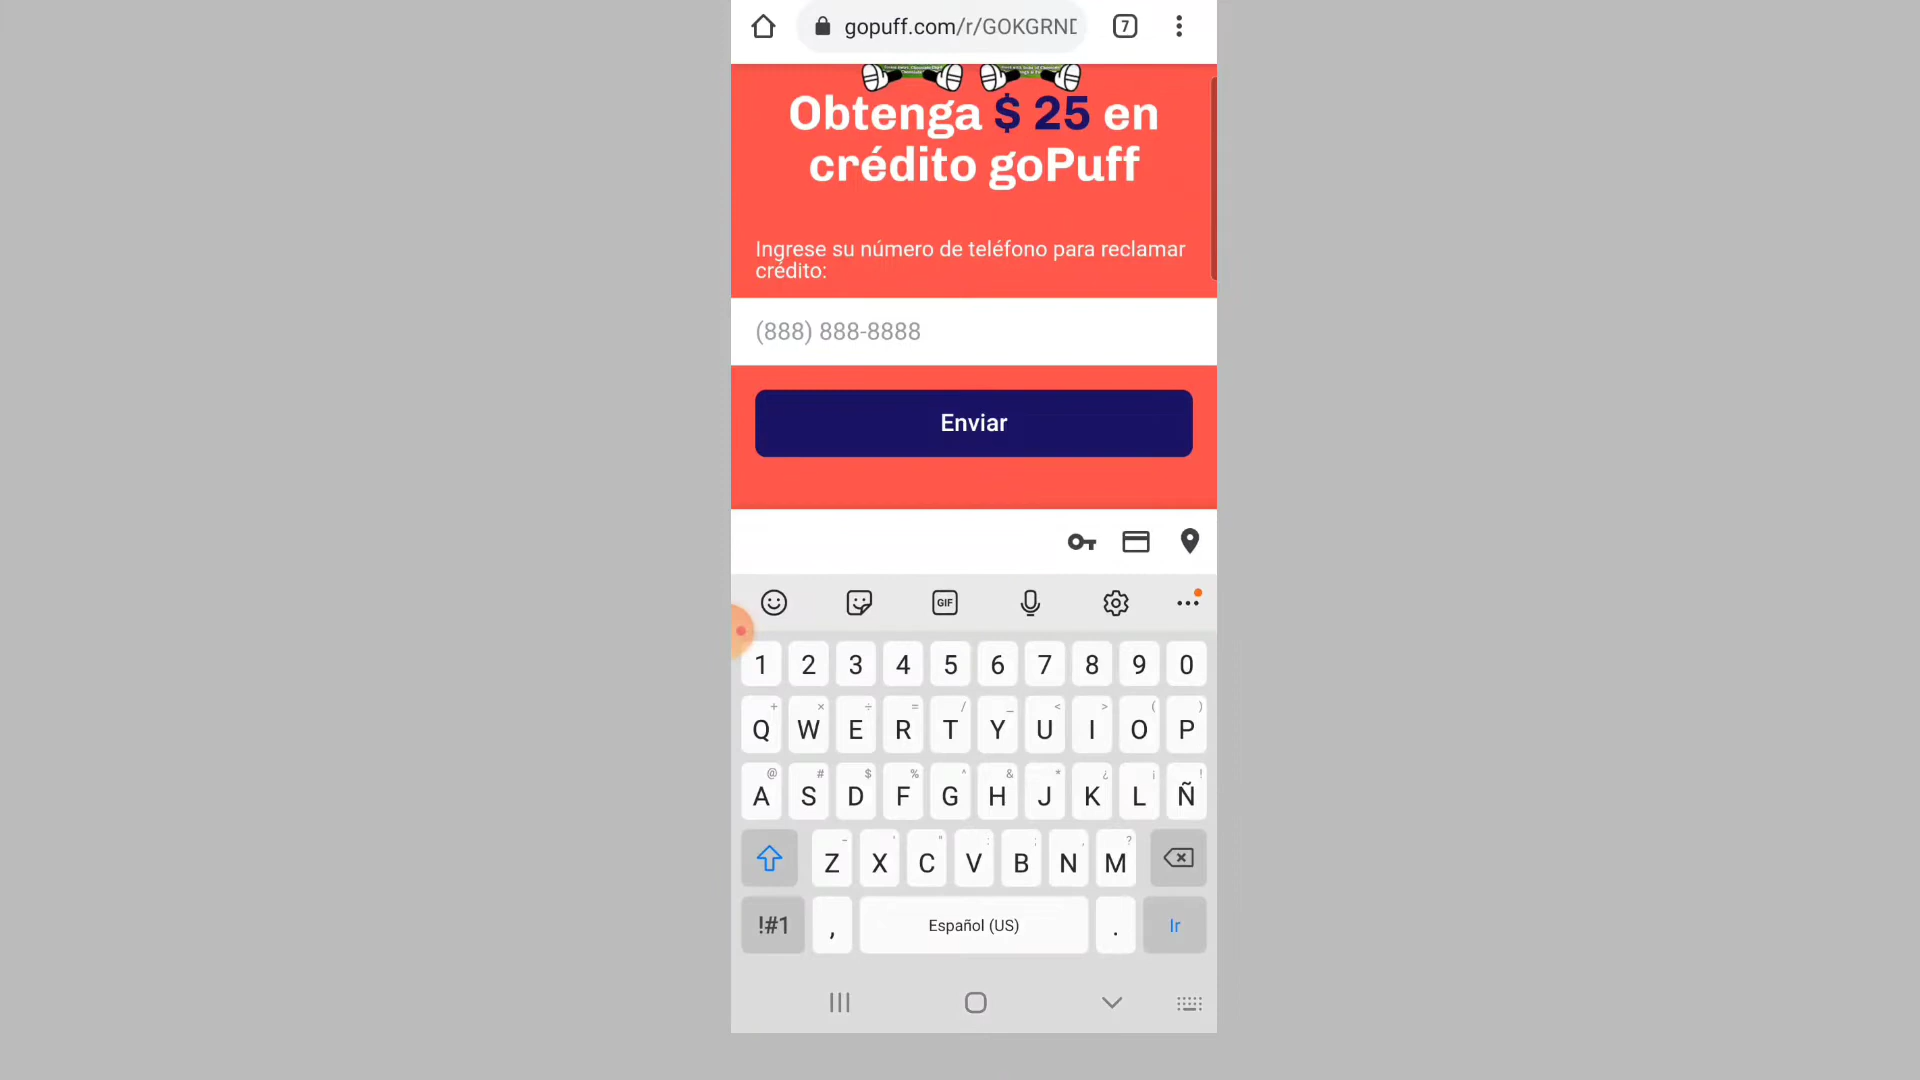 gopuff.com/r/GOKGRND
7
Obtenga $ 25 en
crédito goPuff
Ingrese su número de teléfono para reclamar
crédito:
(888) 888-8888
Enviar
GIF
1 2 3 4 5 6 7 8 9 0
+ × ÷ = / _ < > ( )
Q W E R T Y U I O P
@ # $ % ^ & * ¿ ¡ !
A S D F G H J K L Ñ
- ' " : ; , ?
Z X C V B N M
!#1 , Español (US) . Ir